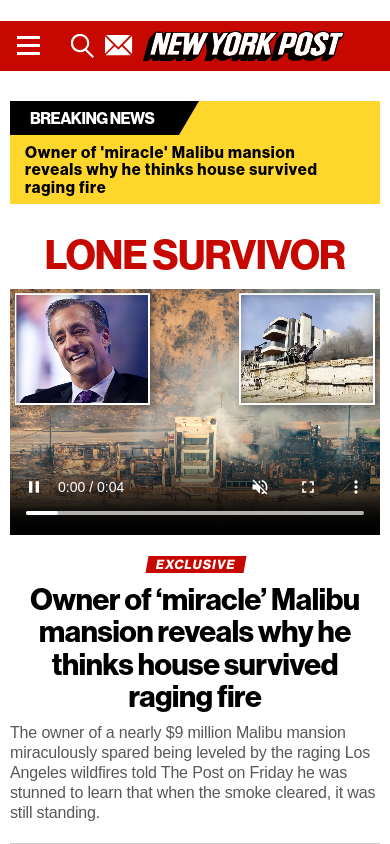 NEW YORK POST
BREAKING NEWS
Owner of 'miracle' Malibu mansion
reveals why he thinks house survived
raging fire
LONE SURVIVOR
0:00 / 0:04
EXCLUSIVE
Owner of ‘miracle’ Malibu
mansion reveals why he
thinks house survived
raging fire
The owner of a nearly $9 million Malibu mansion
miraculously spared being leveled by the raging Los
Angeles wildfires told The Post on Friday he was
stunned to learn that when the smoke cleared, it was
still standing.